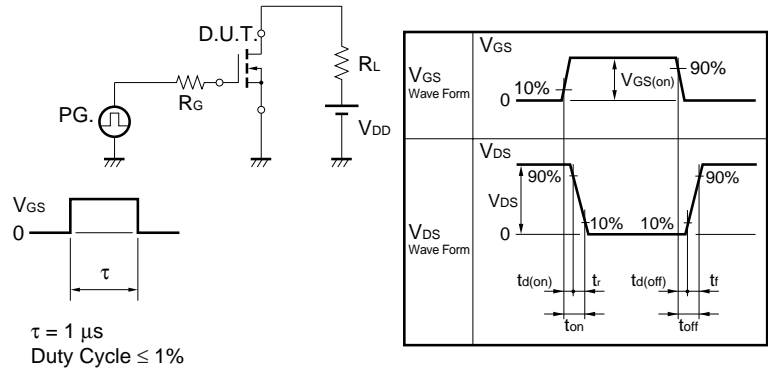 D.U.T.
RL
RG
PG.
VDD
VGS
0
τ
τ = 1 μs
Duty Cycle ≤ 1%
VGS
Wave Form
VGS
10%
VGS(on)
90%
0
VDS
Wave Form
VDS
90%
VDS
10%
10%
90%
0
td(on)
tr
td(off)
tf
ton
toff